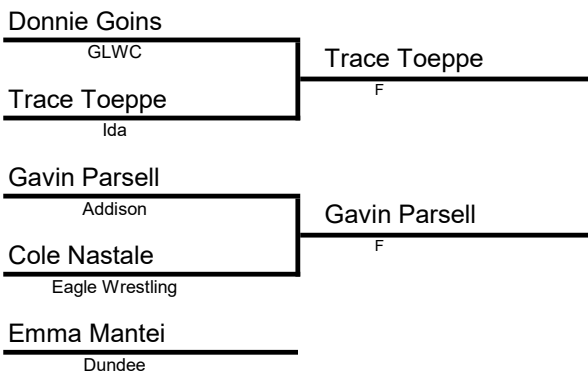 Donnie Goins
GLWC
Trace Toeppe
F
Trace Toeppe
Ida
Gavin Parsell
Addison
Gavin Parsell
F
Cole Nastale
Eagle Wrestling
Emma Mantei
Dundee